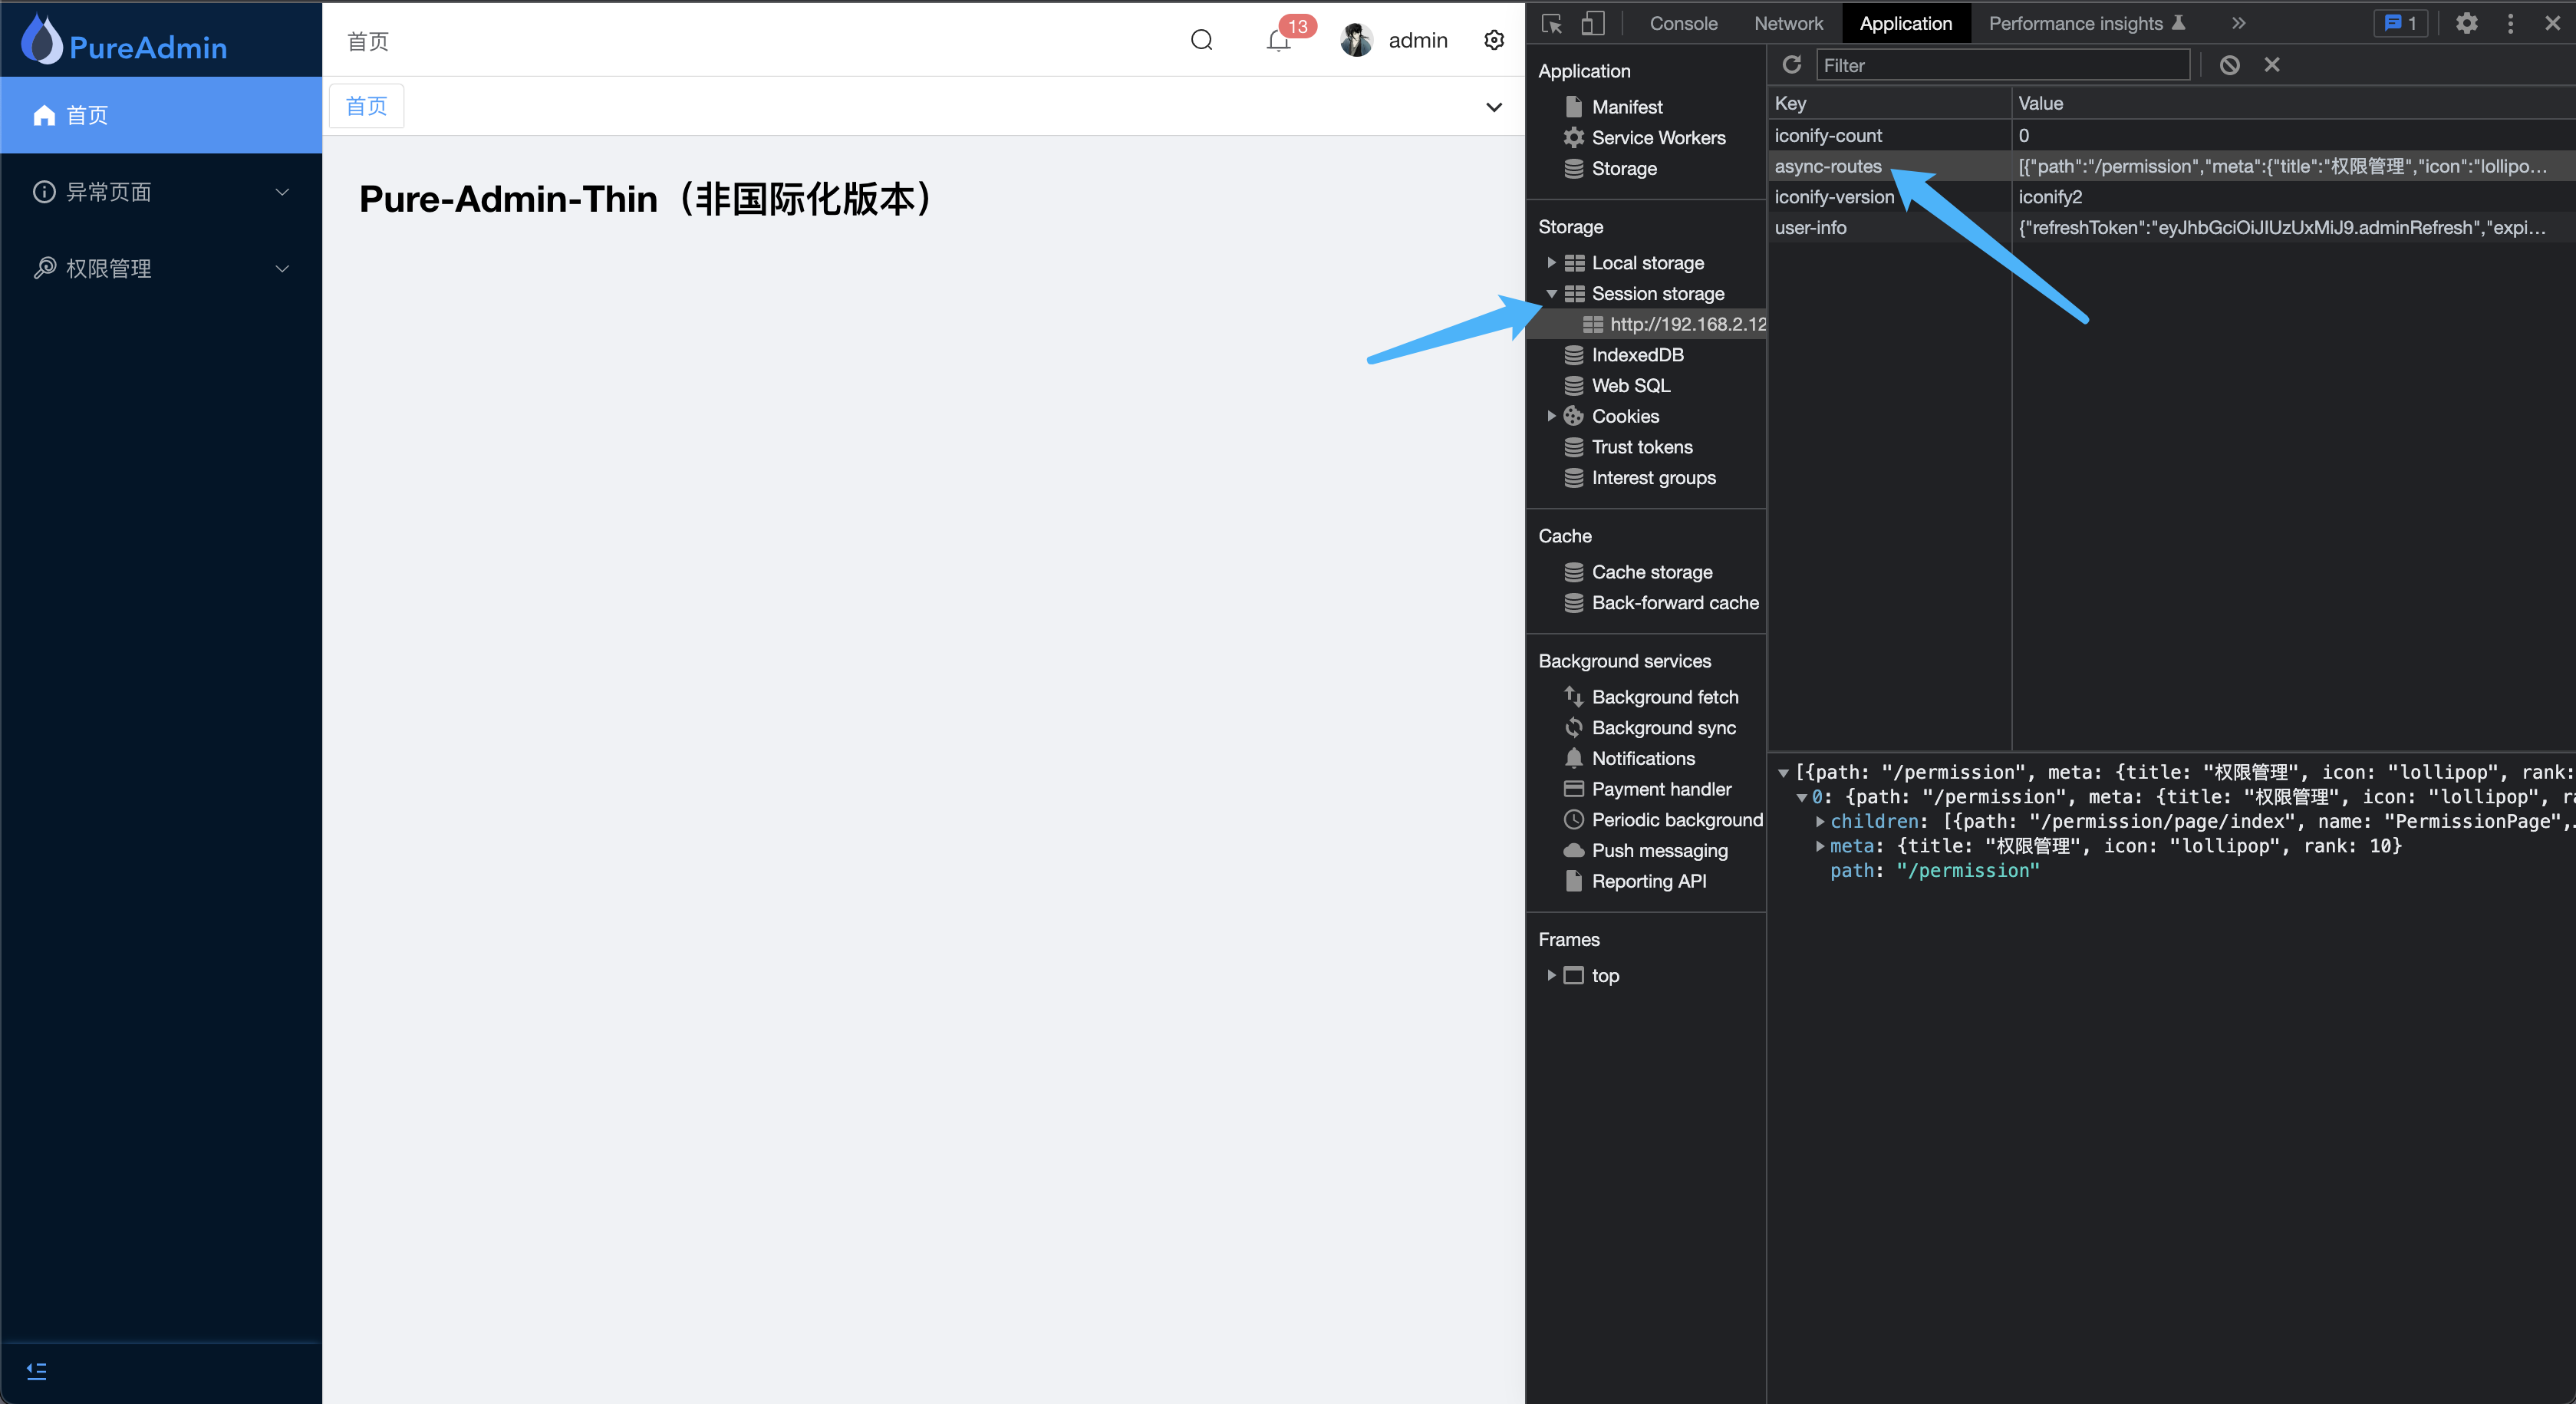 PureAdmin
首页
异常页面
权限管理
首页
13
admin
首页
Pure-Admin-Thin（非国际化版本）
Console
Network
Application
Performance insights
1
Application
Manifest
Service Workers
Storage
Storage
Local storage
Session storage
http://192.168.2.12
IndexedDB
Web SQL
Cookies
Trust tokens
Interest groups
Cache
Cache storage
Back-forward cache
Background services
Background fetch
Background sync
Notifications
Payment handler
Periodic background
Push messaging
Reporting API
Frames
top
Filter
Key Value
iconify-count 0
async-routes [{"path":"/permission","meta":{"title":"权限管理","icon":"lollipo…
iconify-version iconify2
user-info {"refreshToken":"eyJhbGciOiJIUzUxMiJ9.adminRefresh","expi…
[{path: "/permission", meta: {title: "权限管理", icon: "lollipop", rank:
0: {path: "/permission", meta: {title: "权限管理", icon: "lollipop", ra
children: [{path: "/permission/page/index", name: "PermissionPage",…
meta: {title: "权限管理", icon: "lollipop", rank: 10}
path: "/permission"